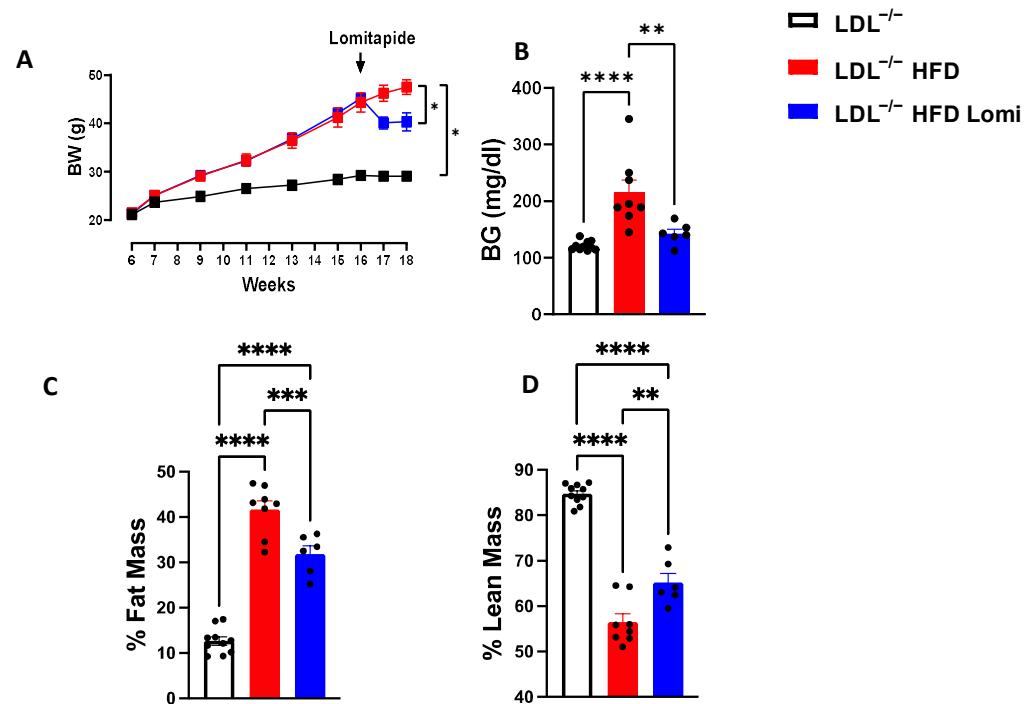 LDL⁻/⁻
LDL⁻/⁻ HFD
LDL⁻/⁻ HFD Lomi
A
Lomitapide
BW (g)
60
50
40
30
20
*
*
6 7 8 9 10 11 12 13 14 15 16 17 18
Weeks
B
**
****
BG (mg/dl)
400
300
200
100
0
C
****
***
****
% Fat Mass
50
40
30
20
10
0
D
****
**
****
% Lean Mass
90
80
70
60
50
40